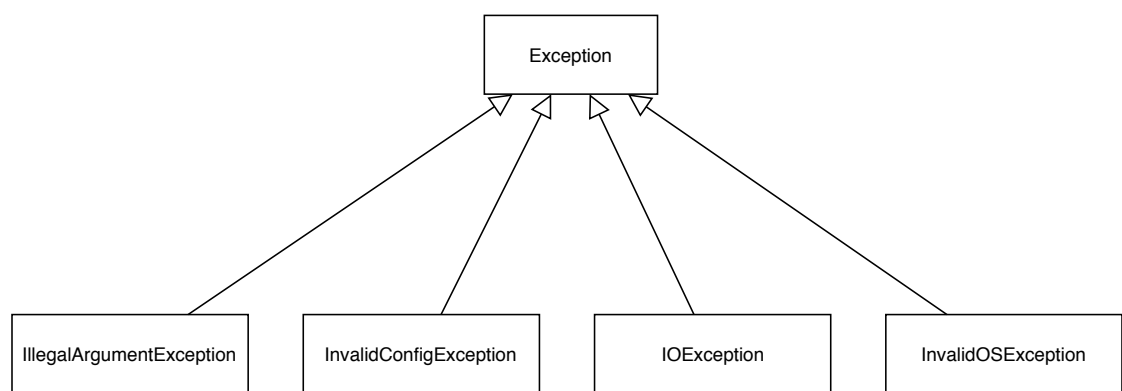 Exception
IllegalArgumentException
InvalidConfigException
IOException
InvalidOSException